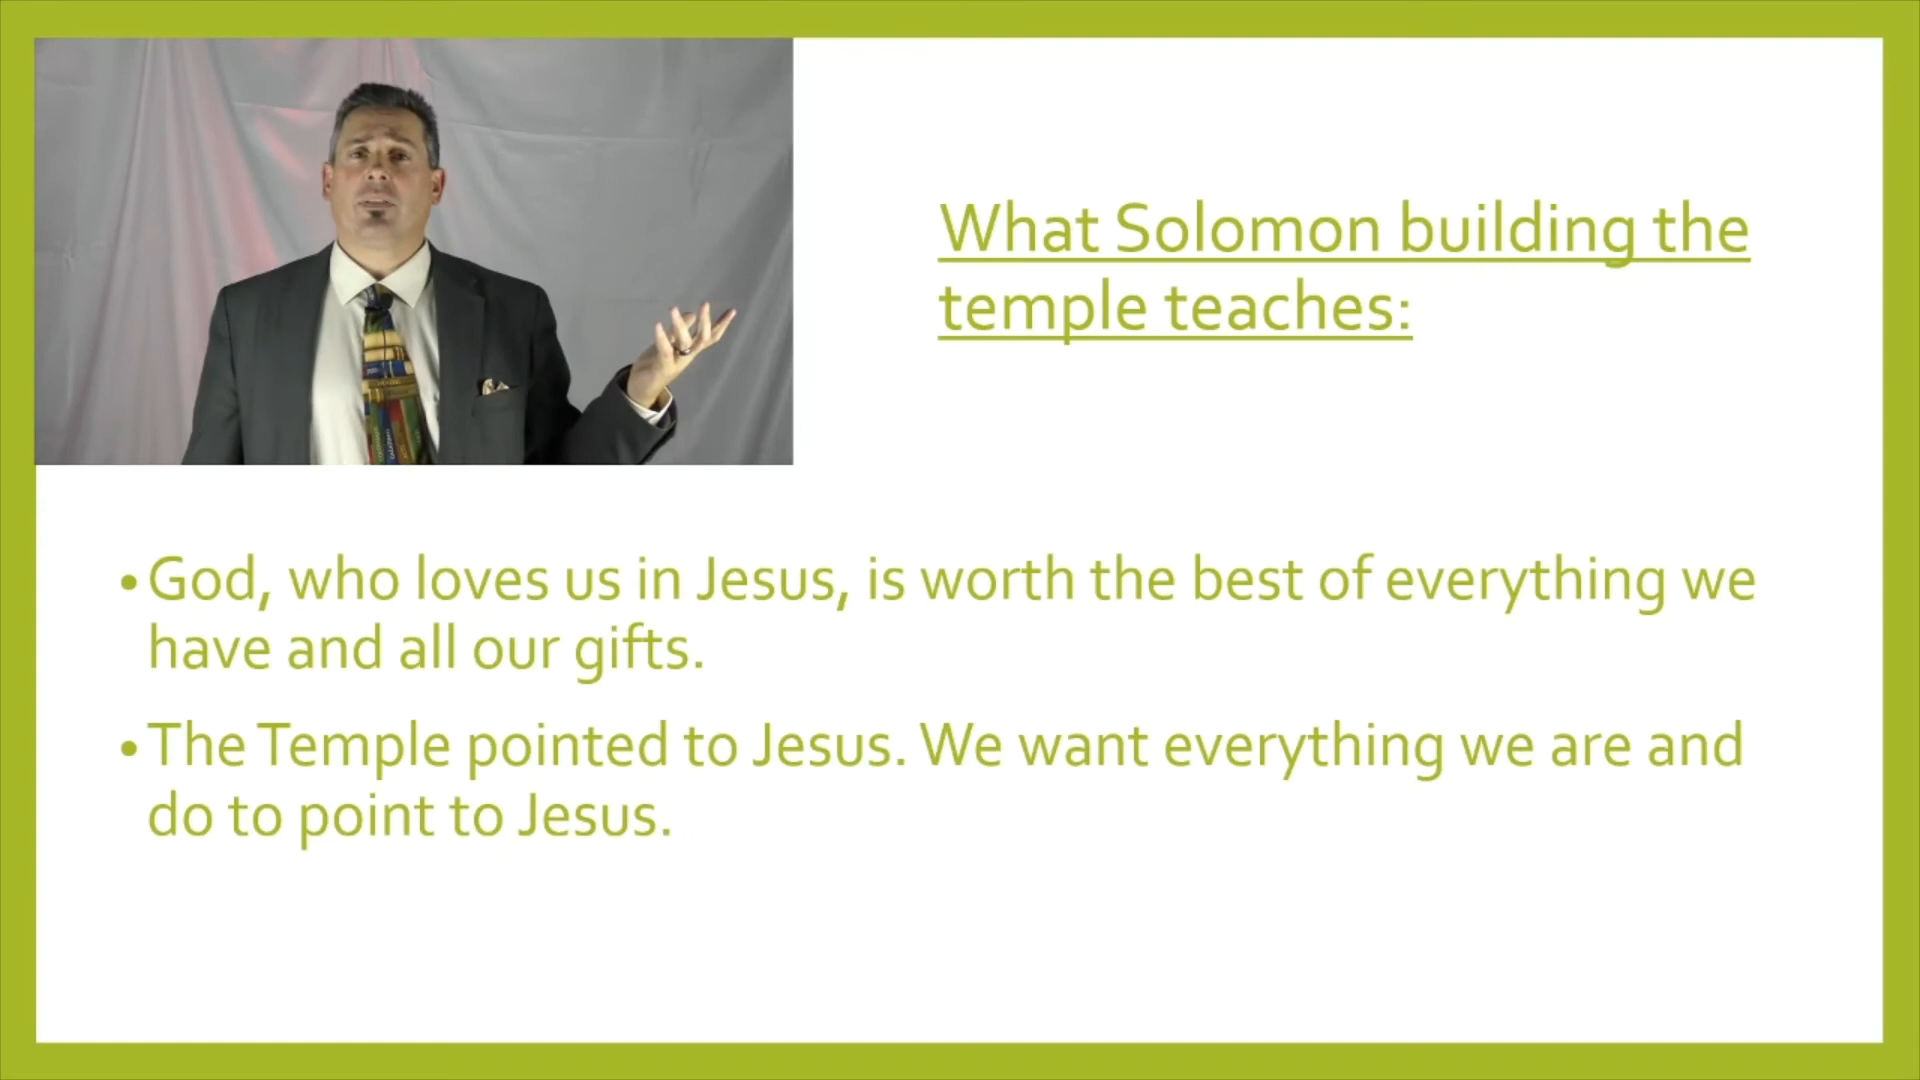 What Solomon building the
temple teaches:
• God, who loves us in Jesus, is worth the best of everything we
have and all our gifts.
• The Temple pointed to Jesus. We want everything we are and
do to point to Jesus.